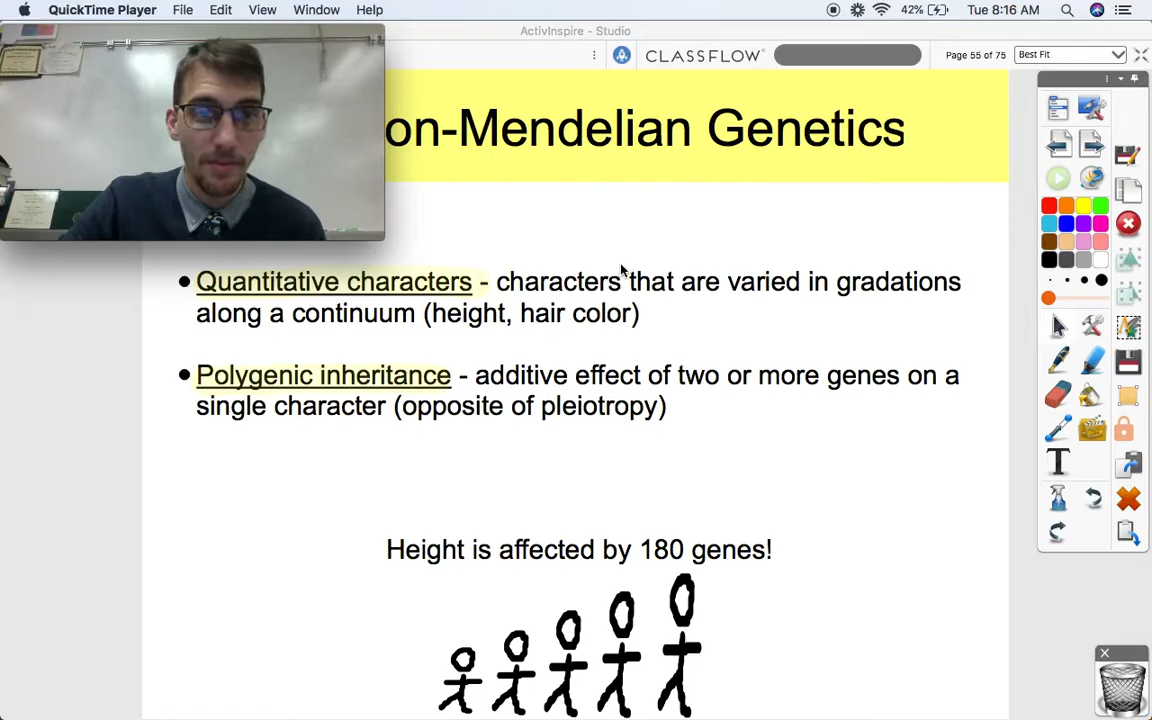 QuickTime Player File Edit View Window Help 42% Tue 8:16 AM
ActivInspire - Studio
CLASSFLOW Page 55 of 75 Best Fit
on-Mendelian Genetics
• Quantitative characters - characters that are varied in gradations
along a continuum (height, hair color)
• Polygenic inheritance - additive effect of two or more genes on a
single character (opposite of pleiotropy)
Height is affected by 180 genes!